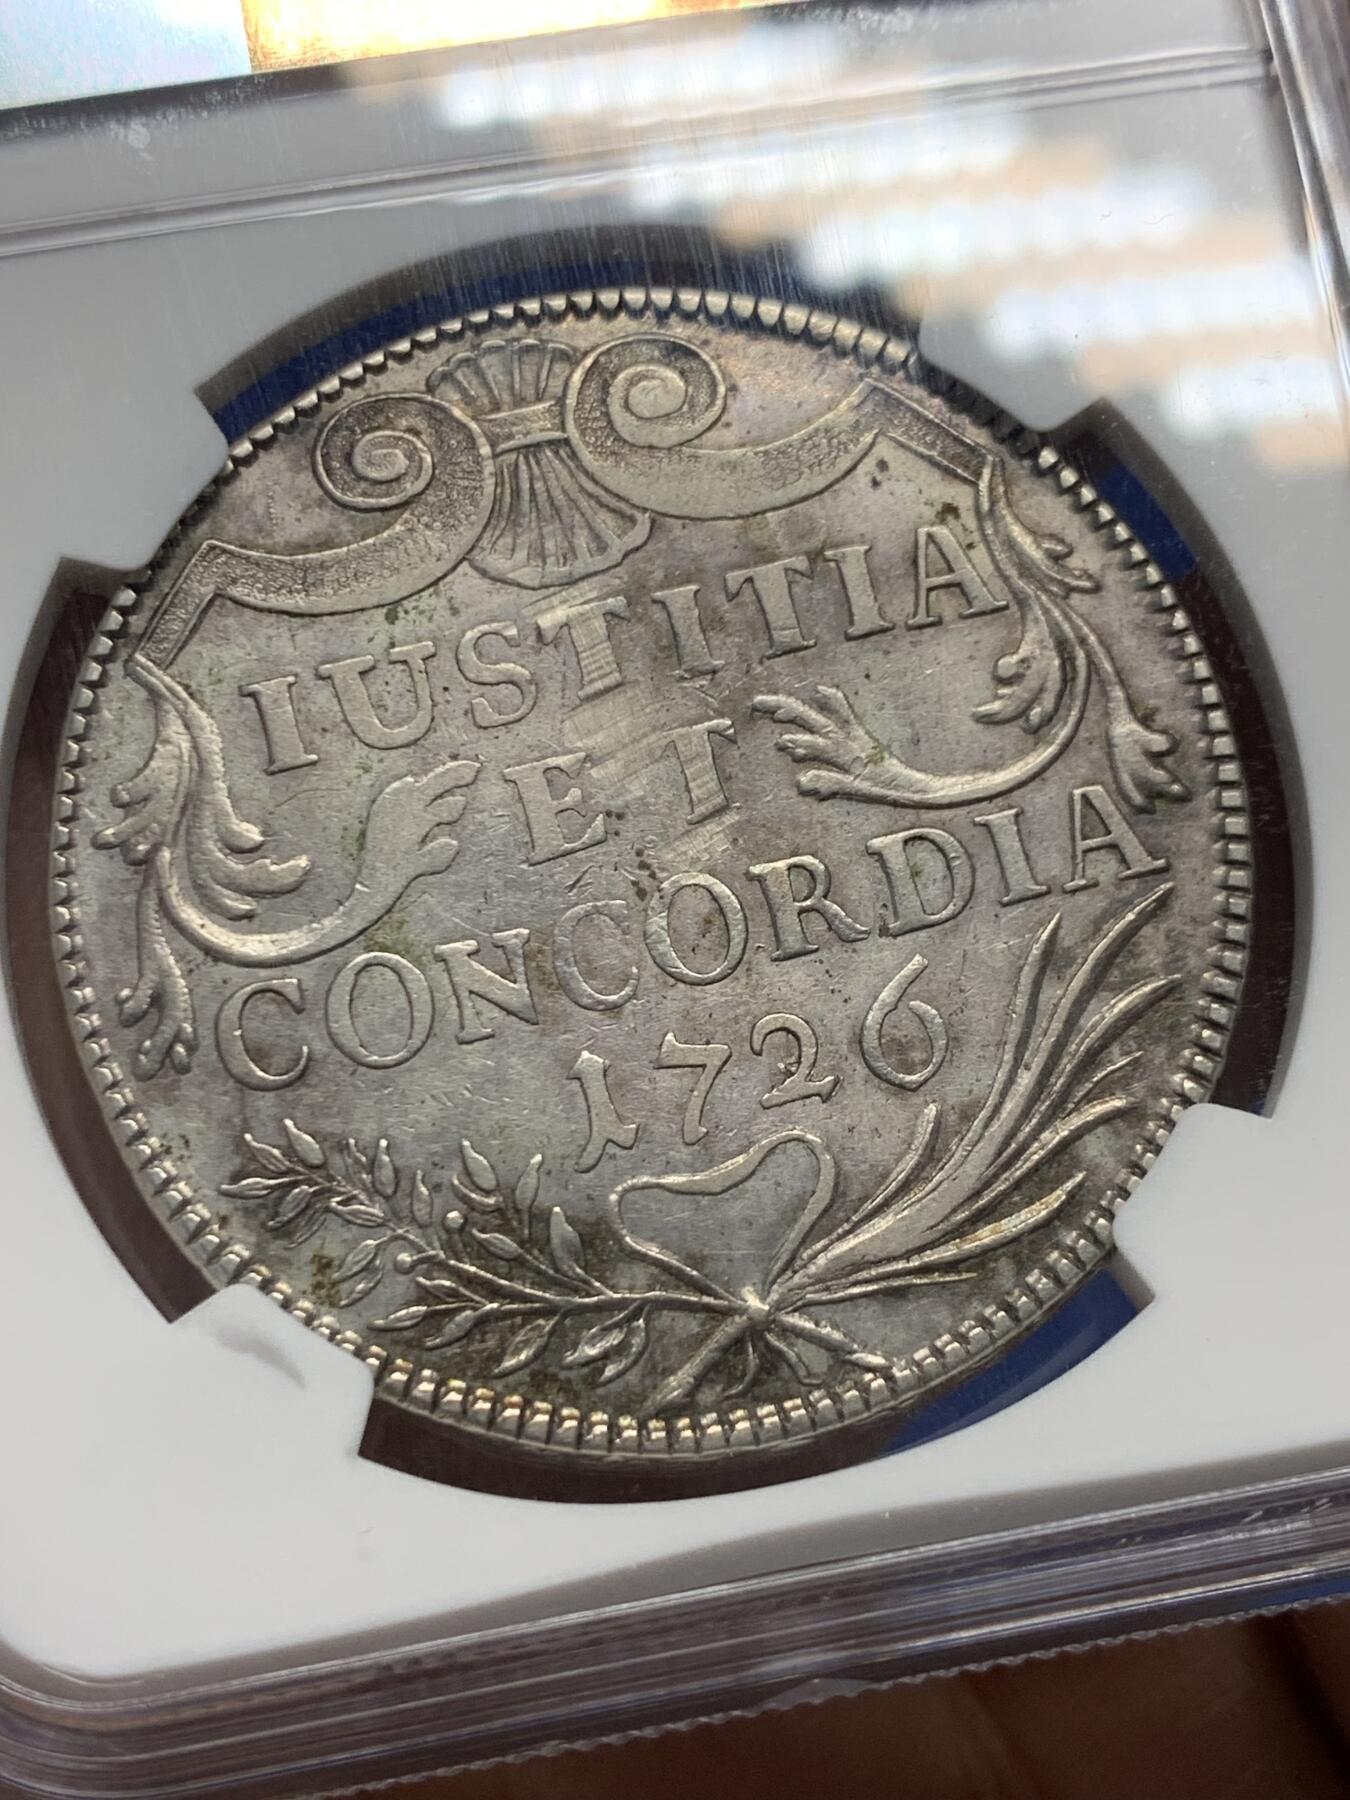 IUSTITIA
ET
CONCORDIA
1726